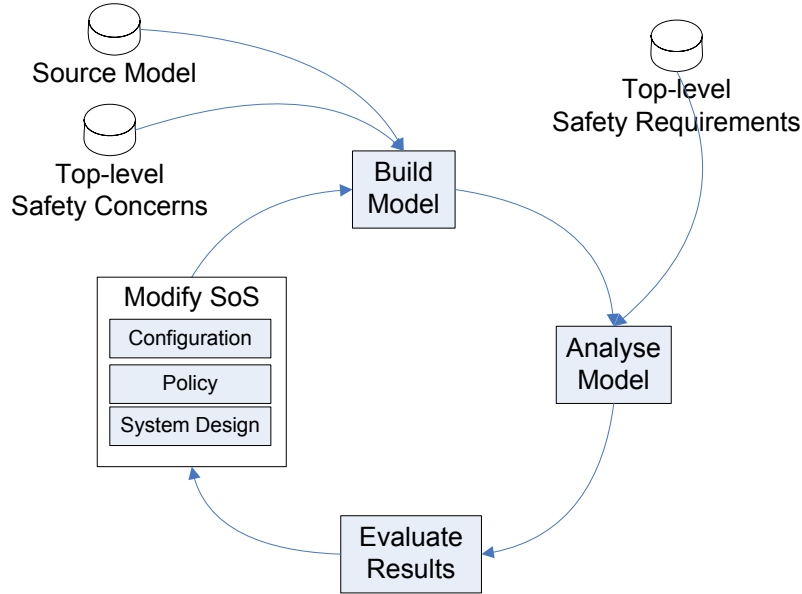 Source Model
Top-level
Safety Concerns
Top-level
Safety Requirements
Build
Model
Modify SoS
Configuration
Policy
System Design
Analyse
Model
Evaluate
Results